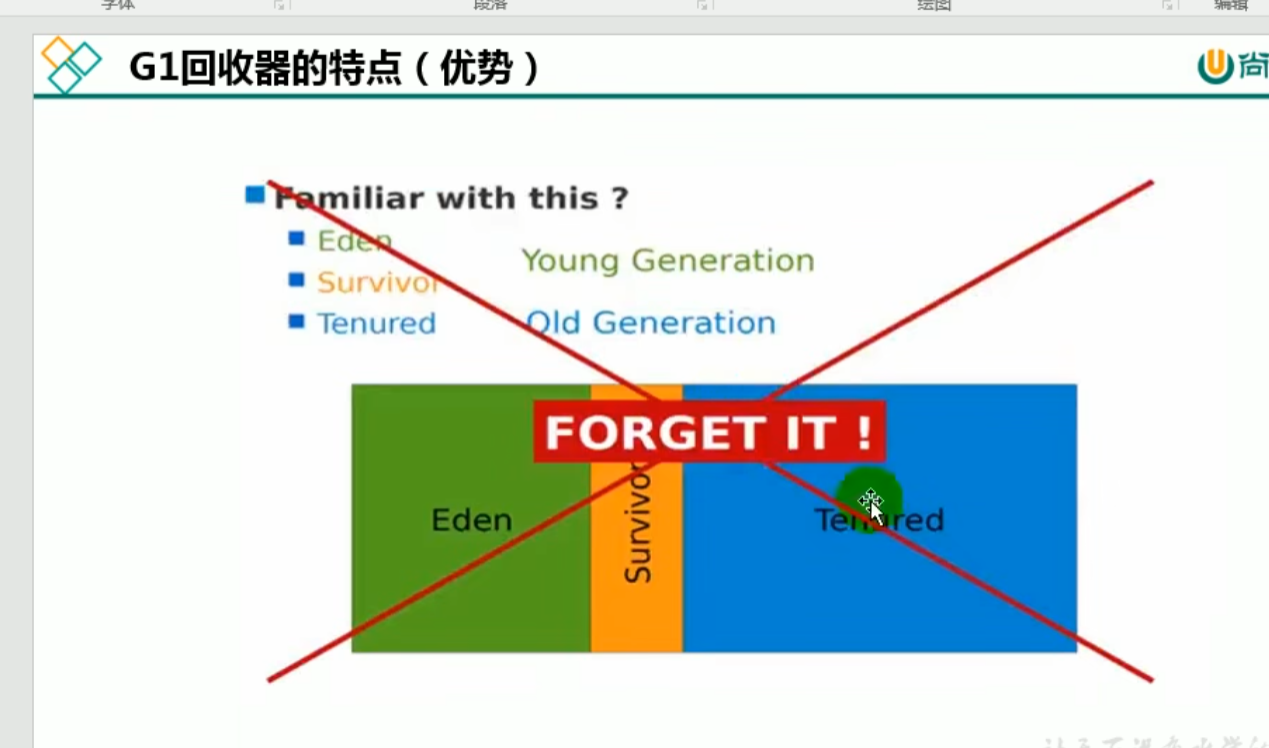 字体 段落 绘图 编辑
G1回收器的特点（优势）
尚
Familiar with this ?
Eden
Survivor
Tenured
Young Generation
Old Generation
FORGET IT !
Eden
Survivor
Tenured